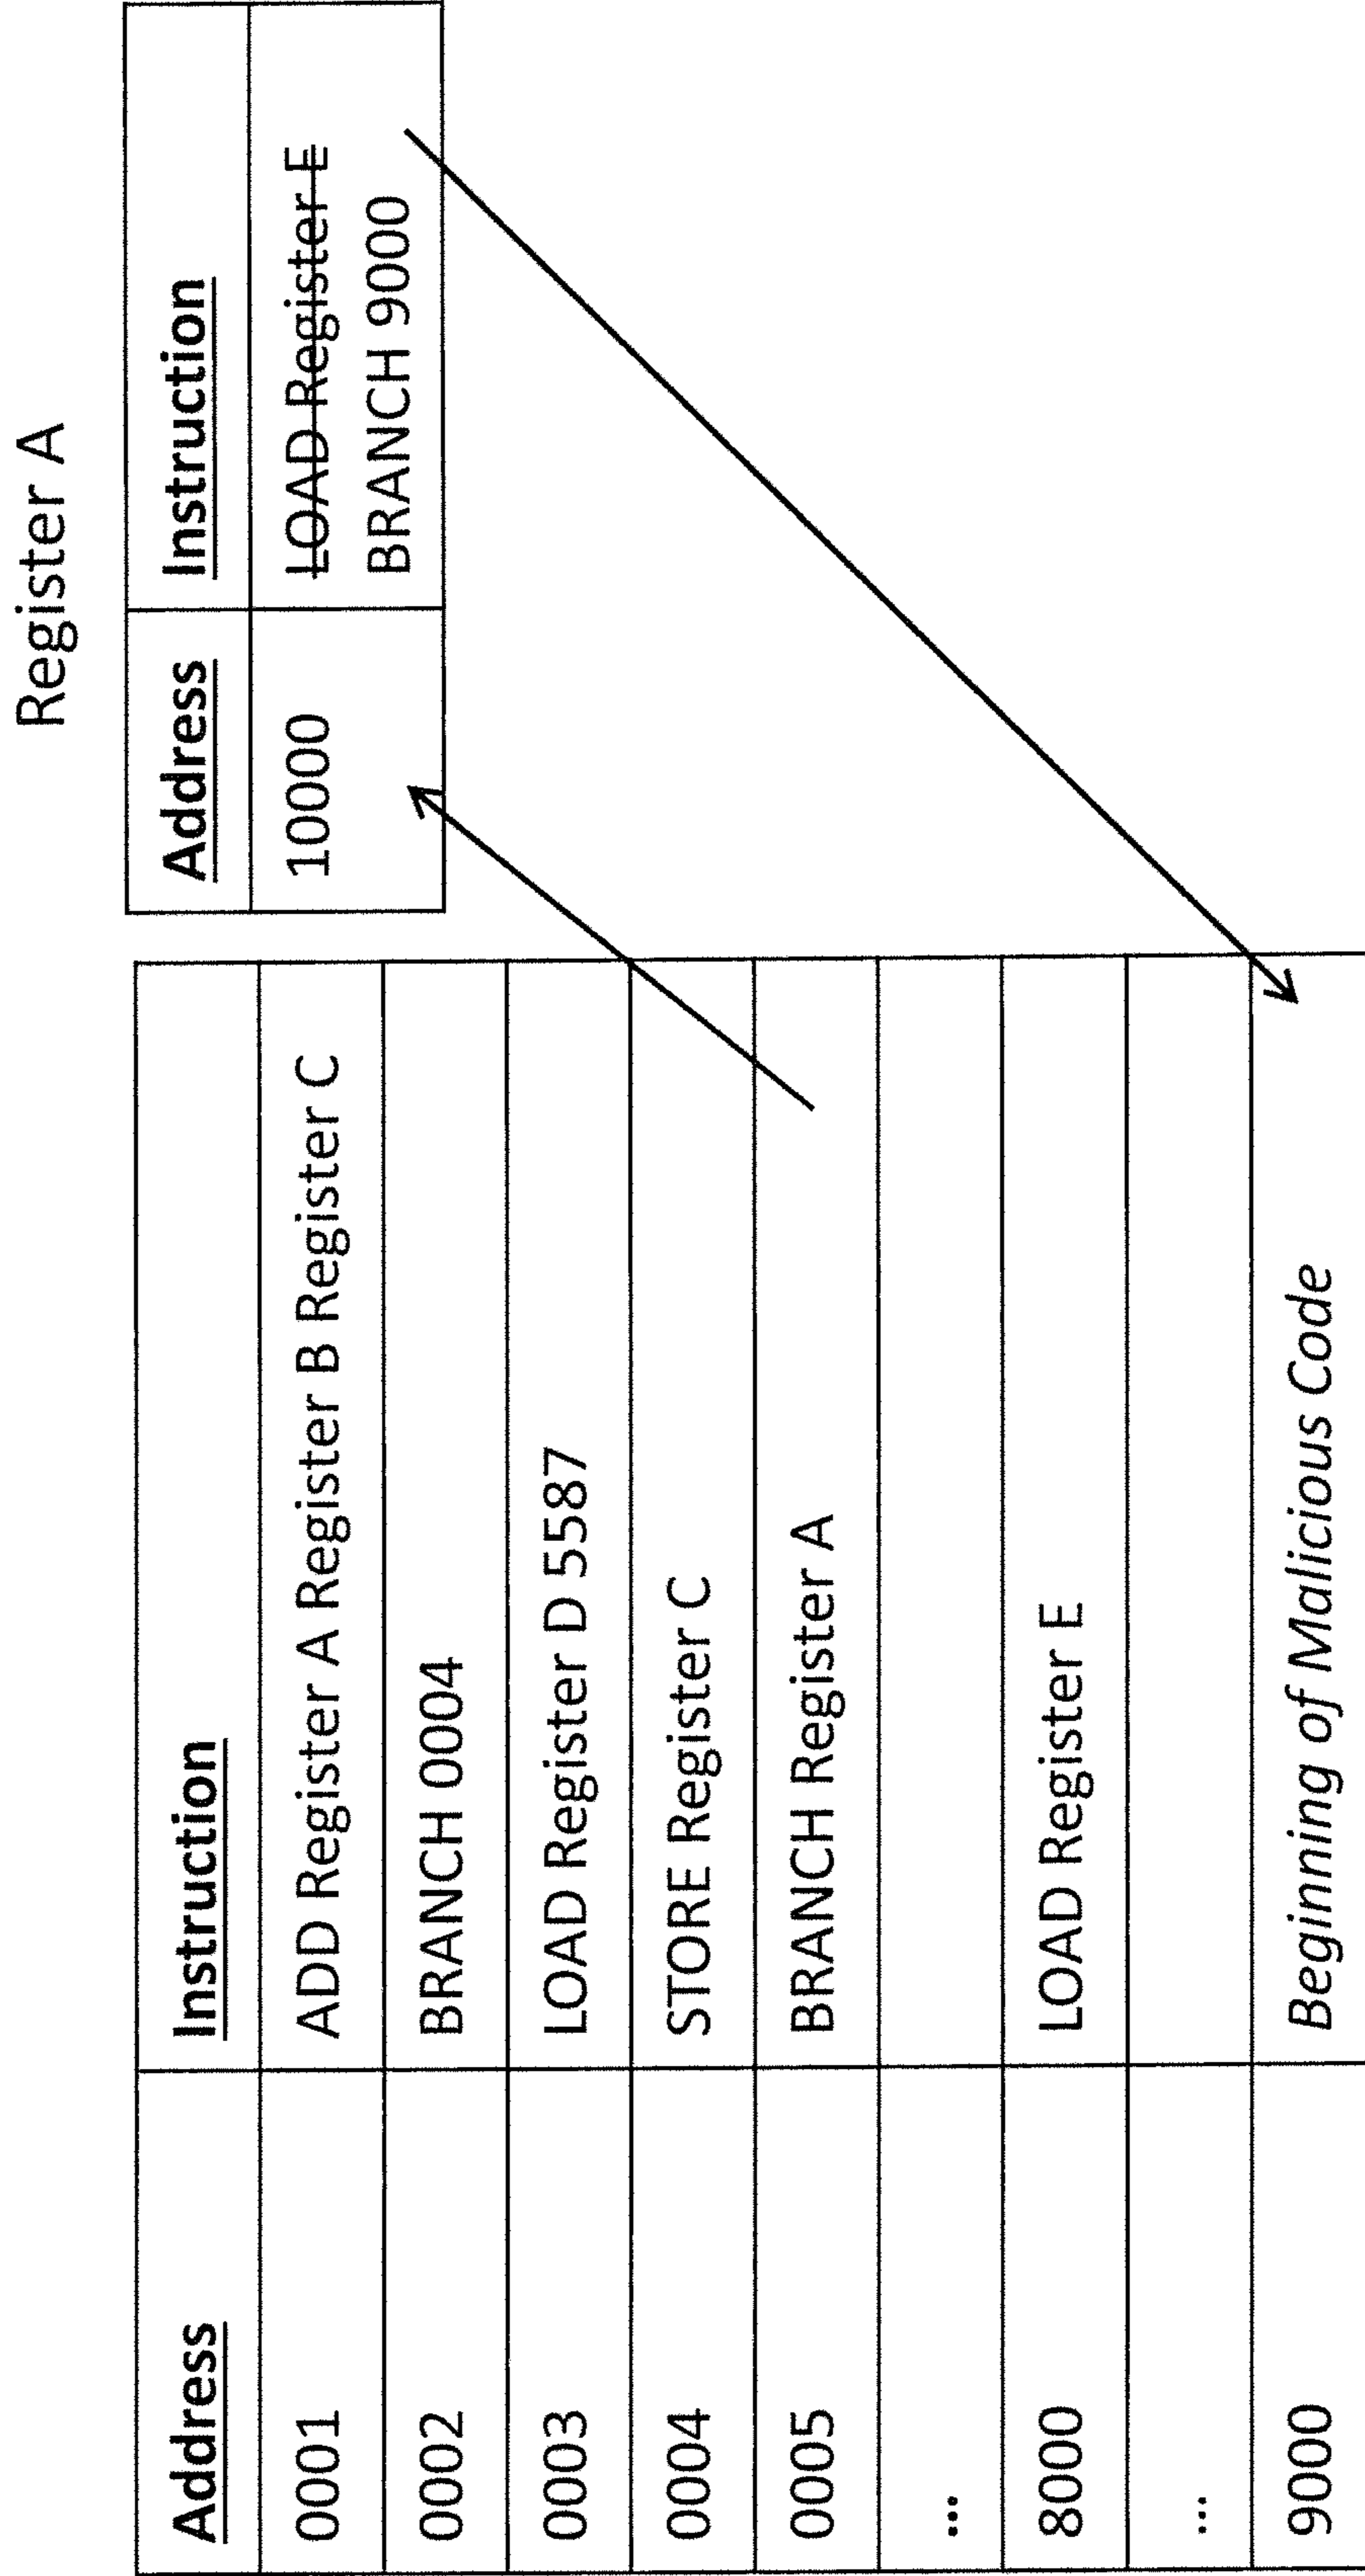 Register A
Address Instruction
10000 LOAD Register E
BRANCH 9000
Address Instruction
0001 ADD Register A Register B Register C
0002 BRANCH 0004
0003 LOAD Register D 5587
0004 STORE Register C
0005 BRANCH Register A
...
8000 LOAD Register E
...
9000 Beginning of Malicious Code